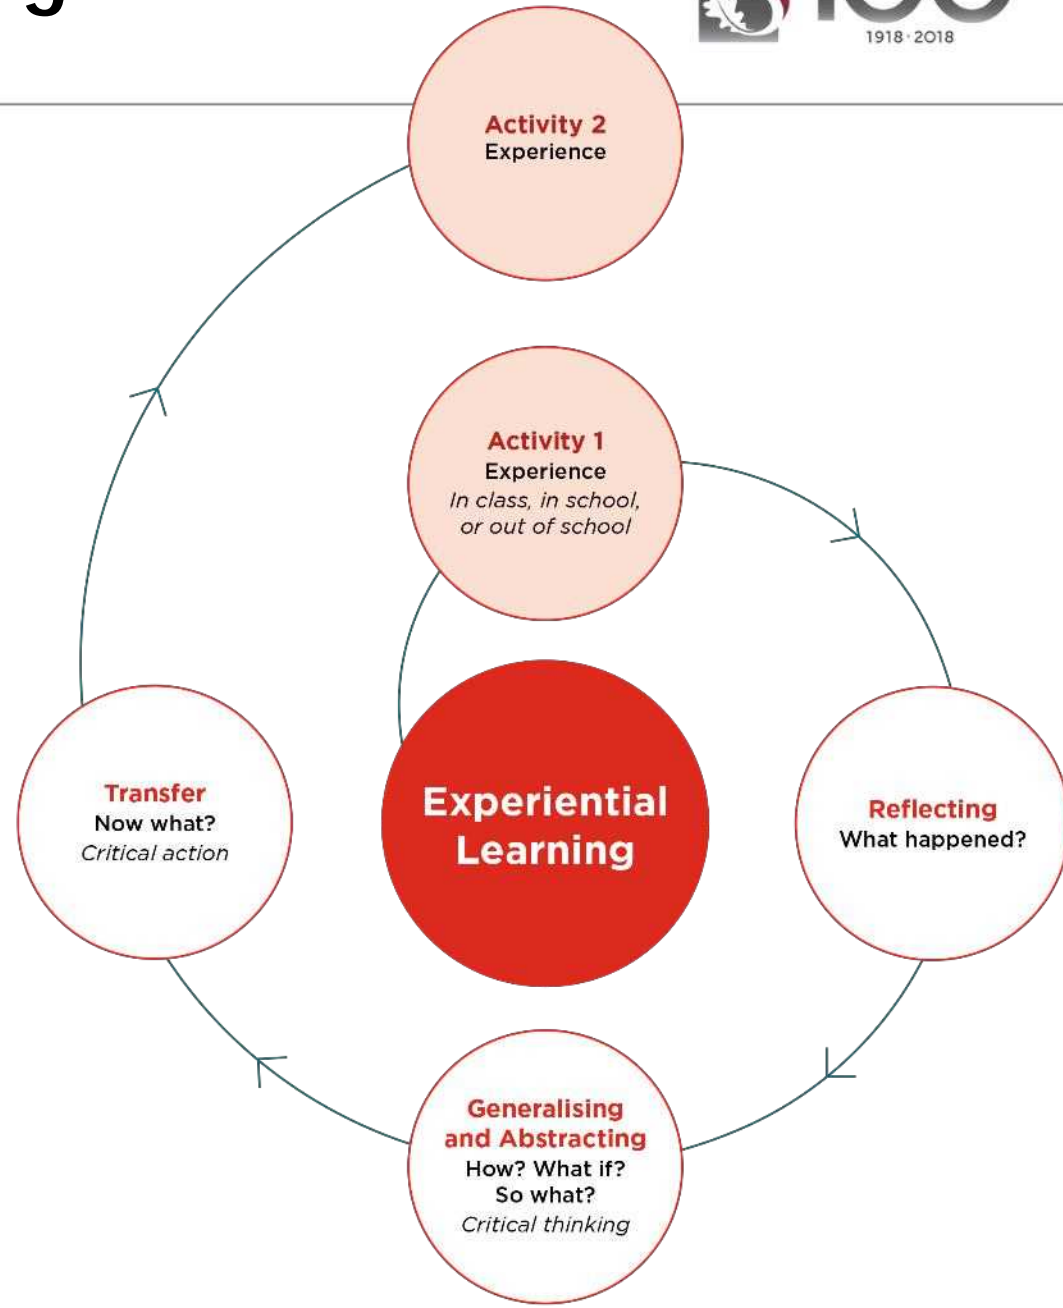 1918·2018
Activity 2
Experience
Activity 1
Experience
In class, in school,
or out of school
Experiential
Learning
Reflecting
What happened?
Generalising
and Abstracting
How? What if?
So what?
Critical thinking
Transfer
Now what?
Critical action